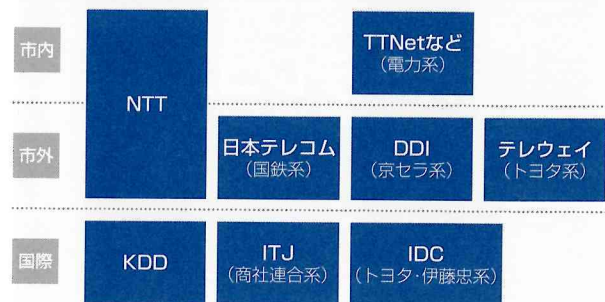 市内
NTT
TTNetなど
(電力系)
市外
日本テレコム
(国鉄系)
DDI
(京セラ系)
テレウェイ
(トヨタ系)
国際
KDD
ITJ
(商社連合系)
IDC
(トヨタ・伊藤忠系)